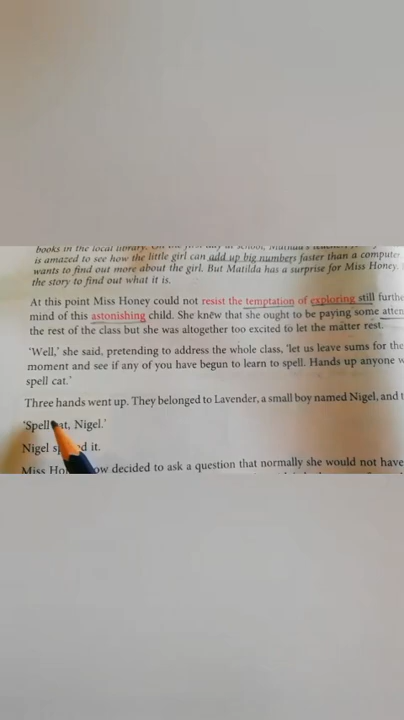 books in the local library. On the first day at school, Matilda's
is amazed to see how the little girl can add up big numbers faster than a computer
wants to find out more about the girl. But Matilda has a surprise for Miss Honey.
the story to find out what it is.
At this point Miss Honey could not resist the temptation of exploring still furthe
mind of this astonishing child. She knew that she ought to be paying some atten
the rest of the class but she was altogether too excited to let the matter rest.
'Well,' she said, pretending to address the whole class, 'let us leave sums for the
moment and see if any of you have begun to learn to spell. Hands up anyone w
spell cat.'
Three hands went up. They belonged to Lavender, a small boy named Nigel, and t
'Spell at, Nigel.'
Nigel sp d it.
Miss Ho ow decided to ask a question that normally she would not have